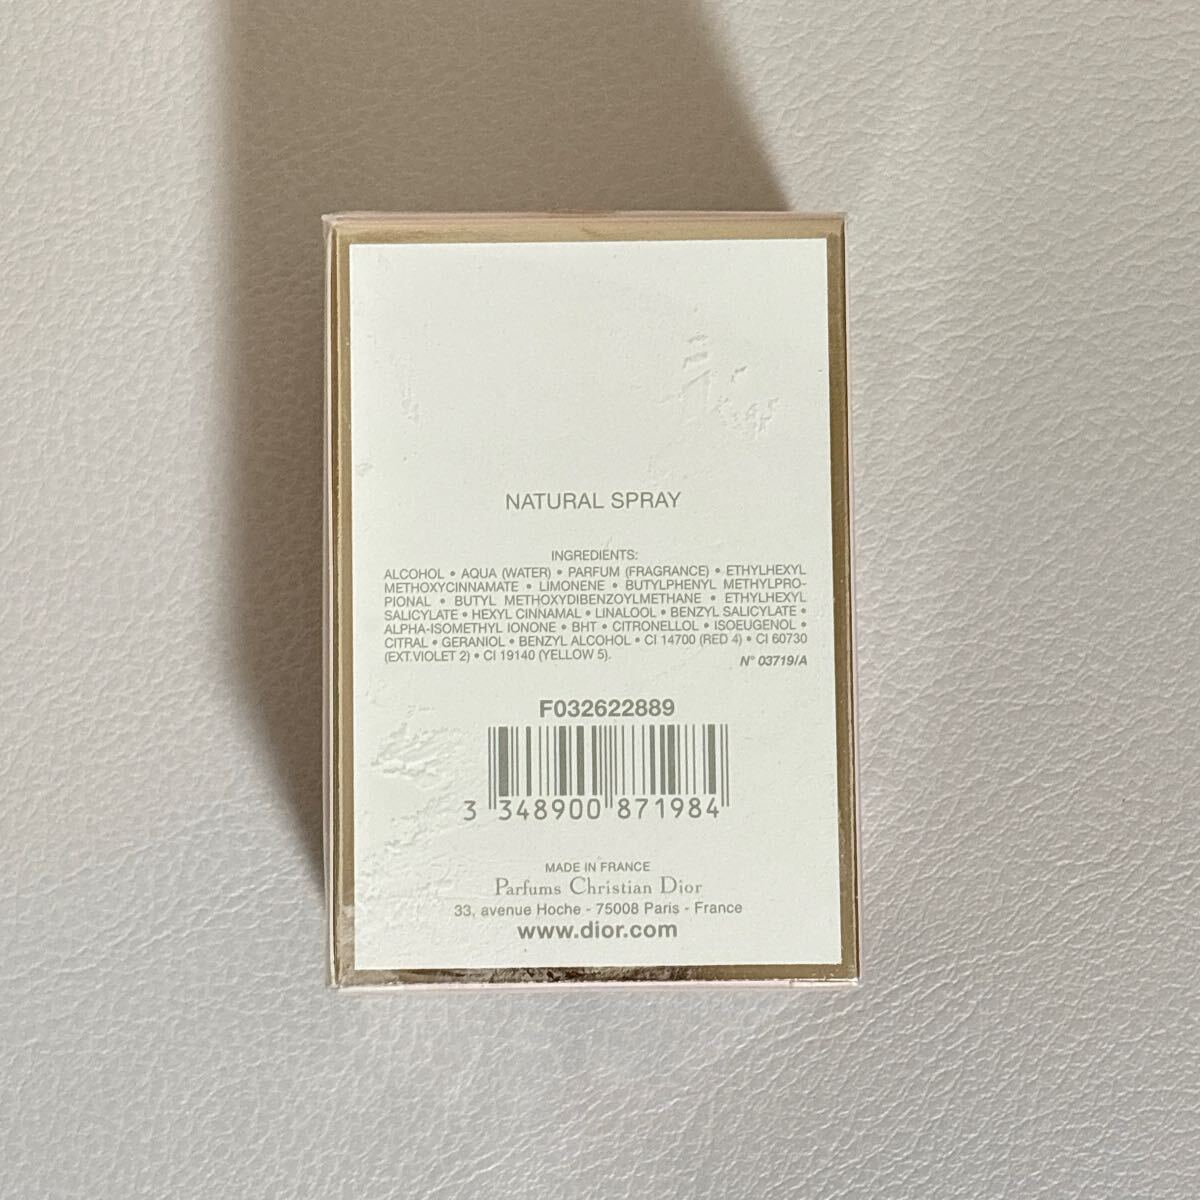 NATURAL SPRAY
INGREDIENTS:
ALCOHOL • AQUA (WATER) • PARFUM (FRAGRANCE) • ETHYLHEXYL
METHOXYCINNAMATE • LIMONENE • BUTYLPHENYL METHYLPRO-
PIONAL • BUTYL METHOXYDIBENZOYLMETHANE • ETHYLHEXYL
SALICYLATE • HEXYL CINNAMAL • LINALOOL • BENZYL SALICYLATE •
ALPHA-ISOMETHYL IONONE • BHT • CITRONELLOL • ISOEUGENOL •
CITRAL • GERANIOL • BENZYL ALCOHOL • CI 14700 (RED 4) • CI 60730
(EXT.VIOLET 2) • CI 19140 (YELLOW 5).
N° 03719/A
F032622889
3 348900 871984
MADE IN FRANCE
Parfums Christian Dior
33, avenue Hoche - 75008 Paris - France
www.dior.com